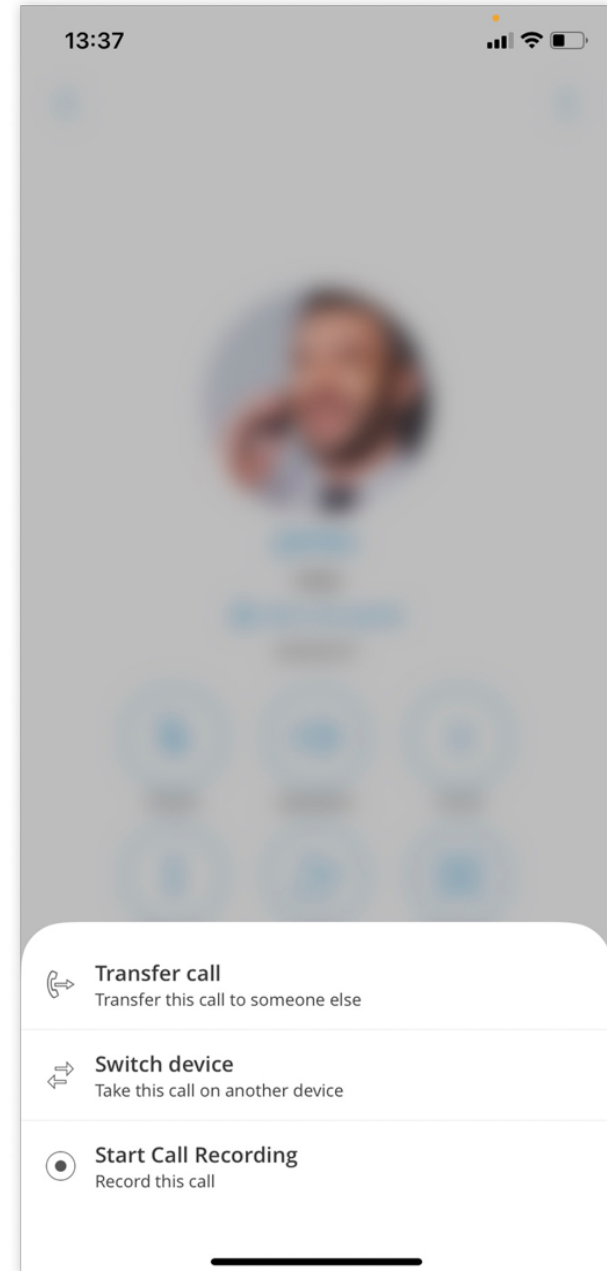 13:37
Transfer call
Transfer this call to someone else
Switch device
Take this call on another device
Start Call Recording
Record this call